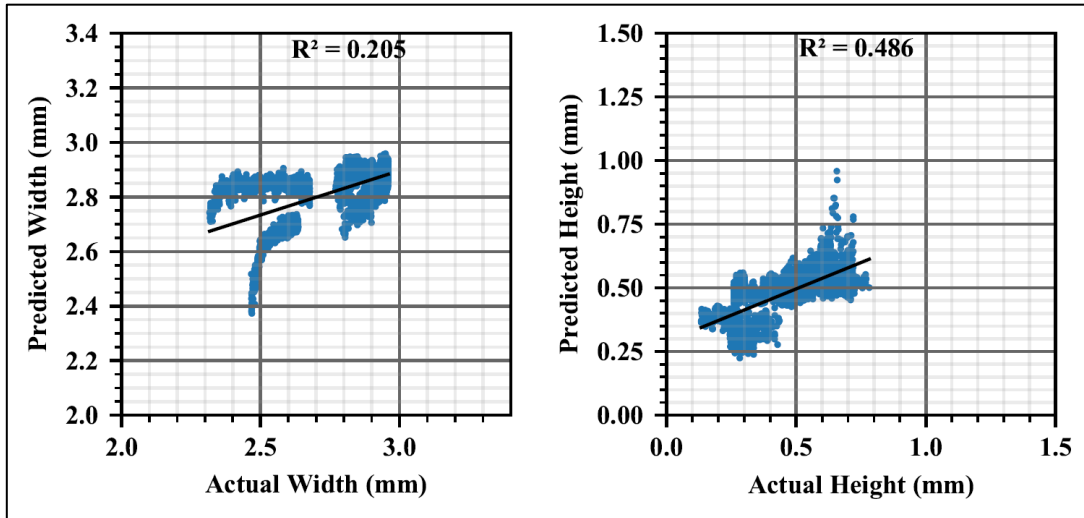 R² = 0.205
3.4
3.2
3.0
2.8
2.6
2.4
2.2
2.0
Predicted Width (mm)
2.0 2.5 3.0
Actual Width (mm)
R² = 0.486
1.50
1.25
1.00
0.75
0.50
0.25
0.00
Predicted Height (mm)
0.0 0.5 1.0 1.5
Actual Height (mm)